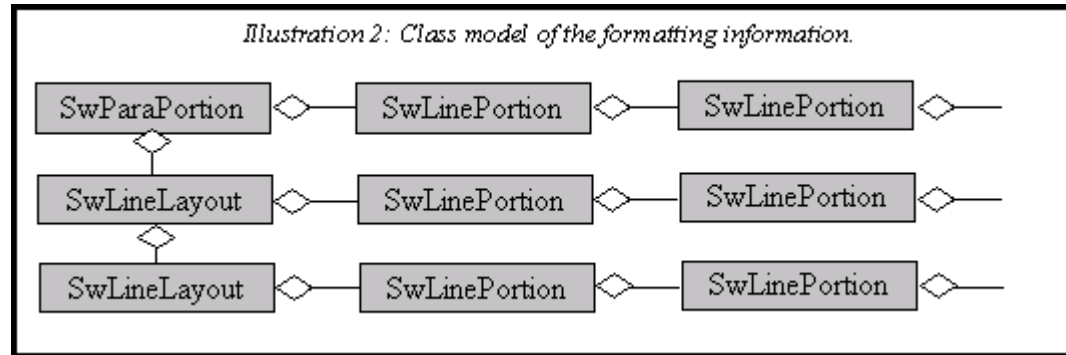 Illustration 2: Class model of the formatting information.
SwParaPortion SwLinePortion SwLinePortion
SwLineLayout SwLinePortion SwLinePortion
SwLineLayout SwLinePortion SwLinePortion